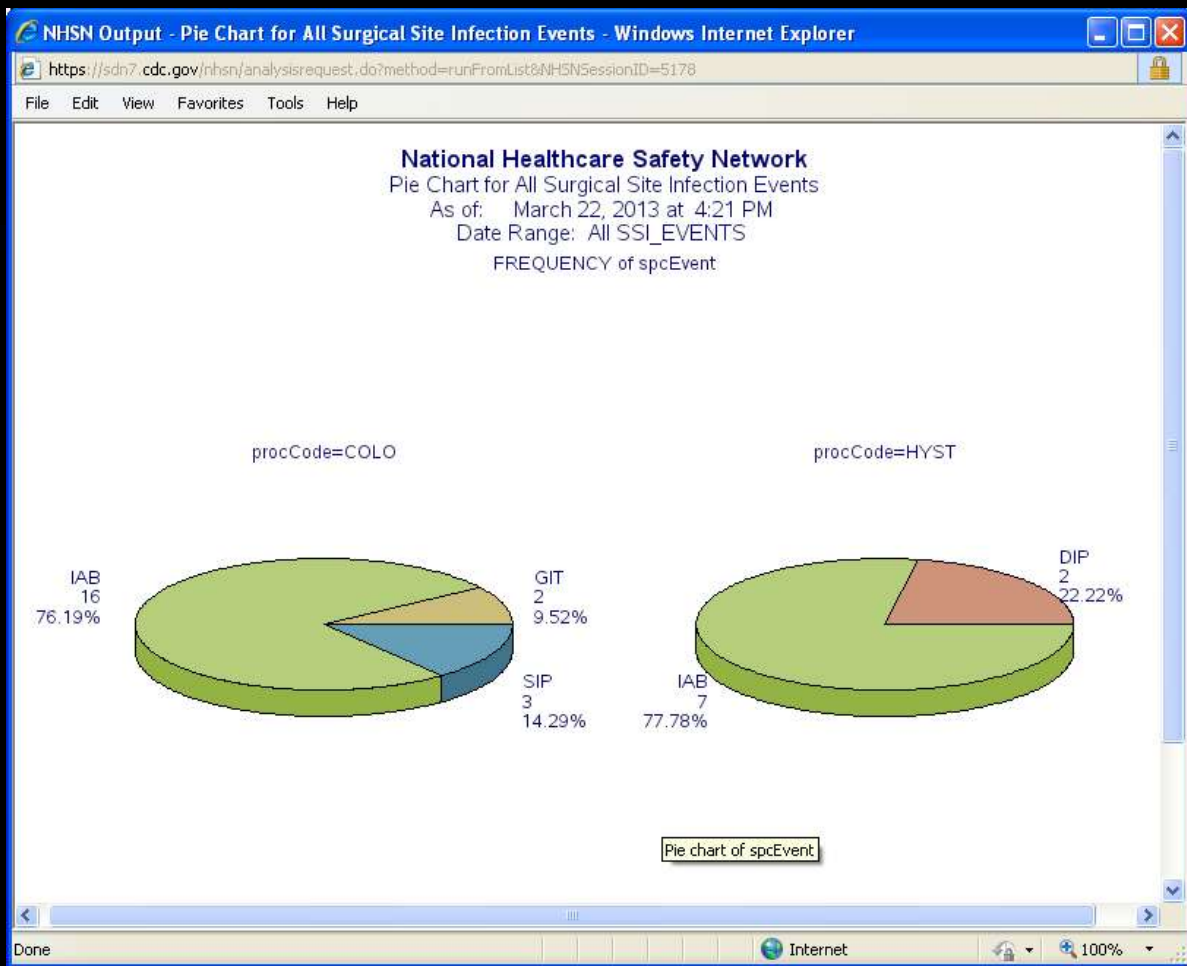 NHSN Output - Pie Chart for All Surgical Site Infection Events - Windows Internet Explorer
https://sdn7.cdc.gov/nhsn/analysisrequest.do?method=runFromList&NHSNSessionID=5178
File Edit View Favorites Tools Help
National Healthcare Safety Network
Pie Chart for All Surgical Site Infection Events
As of: March 22, 2013 at 4:21 PM
Date Range: All SSI_EVENTS
FREQUENCY of spcEvent
procCode=COLO
IAB
16
76.19%
GIT
2
9.52%
SIP
3
14.29%
procCode=HYST
DIP
2
22.22%
IAB
7
77.78%
Pie chart of spcEvent
Done
Internet
100%